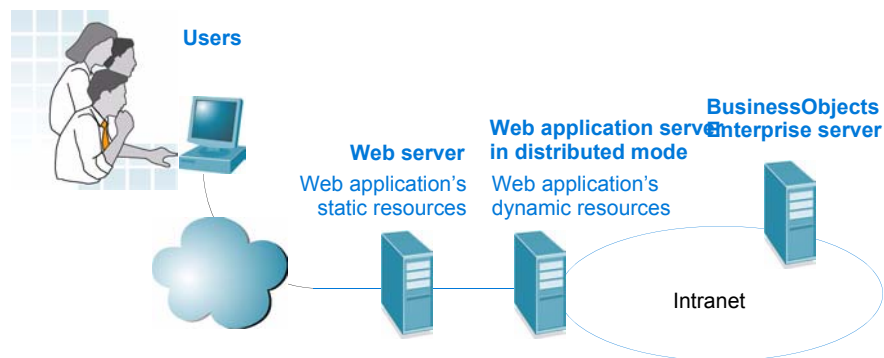 Users
BusinessObjects
Enterprise server
Web application server
in distributed mode
Web server
Web application's
static resources
Web application's
dynamic resources
Intranet